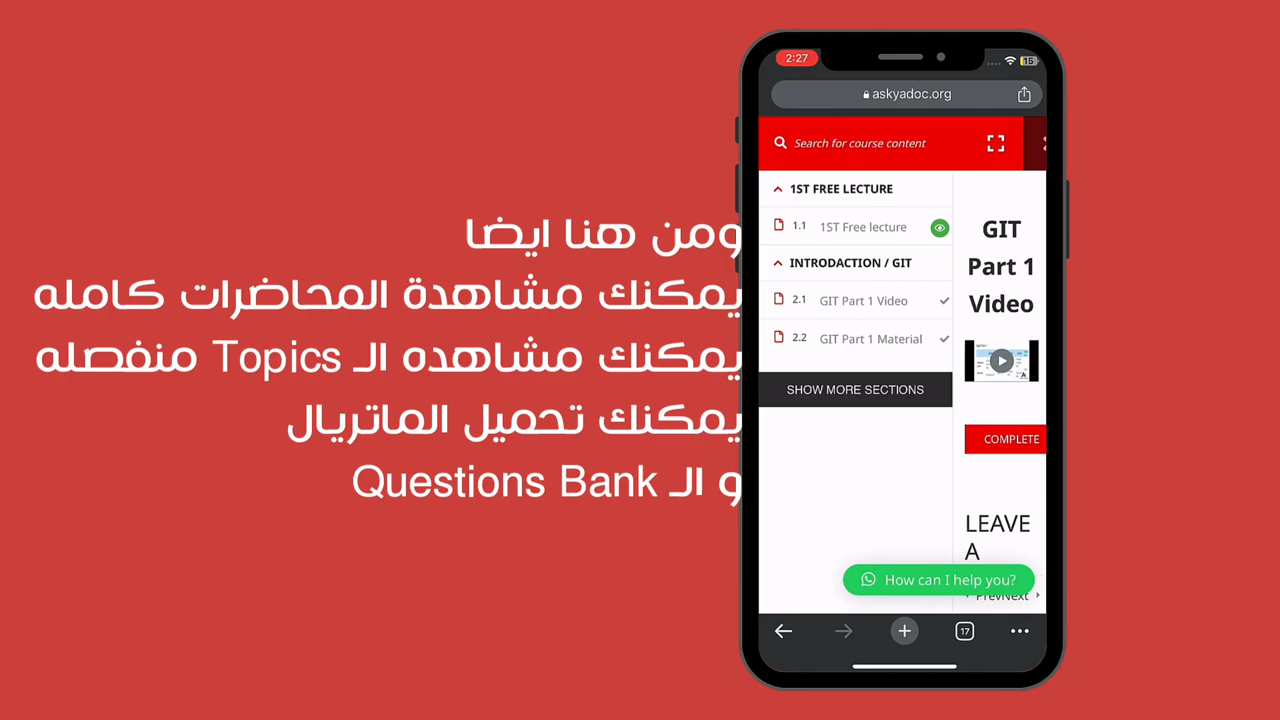 ومن هنا ايضا
يمكنك مشاهدة المحاضرات كامله
يمكنك مشاهده الـ Topics منفصله
يمكنك تحميل الماتريال
و الـ Questions Bank
2:27
15
askyadoc.org
Search for course content
1ST FREE LECTURE
1.1 1ST Free lecture
INTRODACTION / GIT
2.1 GIT Part 1 Video
2.2 GIT Part 1 Material
SHOW MORE SECTIONS
GIT
Part 1
Video
COMPLETE
LEAVE
A
How can I help you?
Prev Next
17